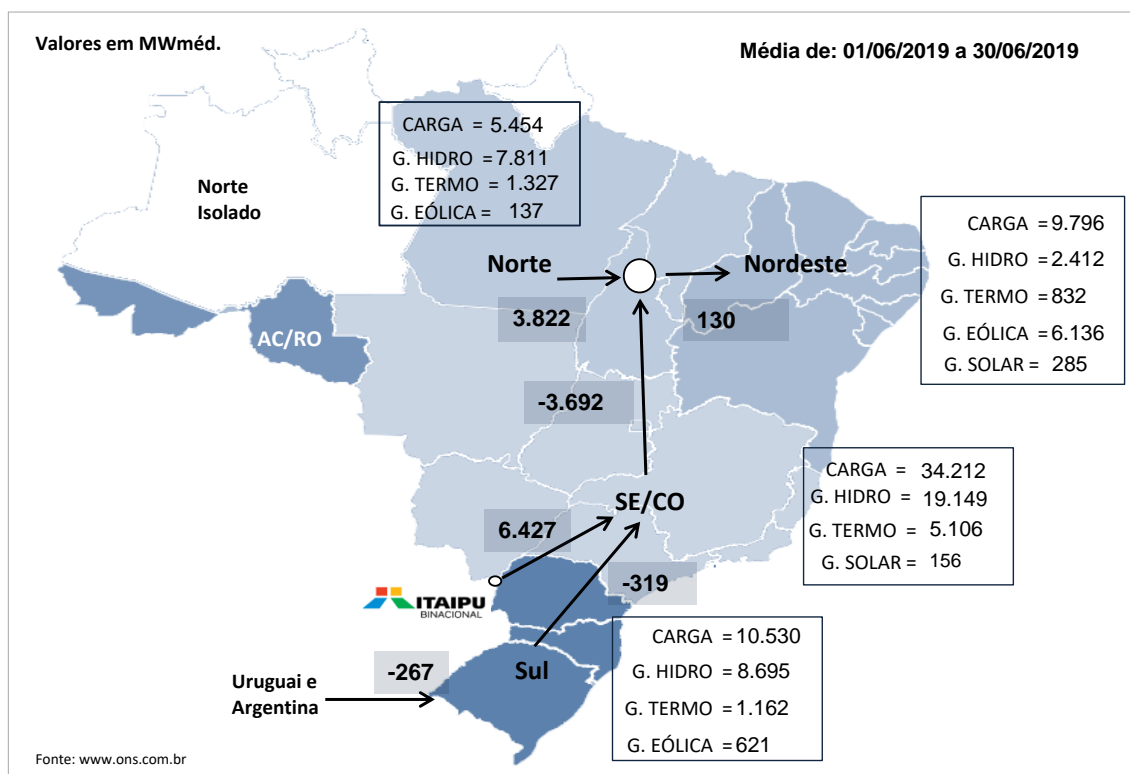 Valores em MWméd.
Média de: 01/06/2019 a 30/06/2019
CARGA = 5.454
G. HIDRO = 7.811
G. TERMO = 1.327
G. EÓLICA = 137
Norte
Isolado
CARGA = 9.796
G. HIDRO = 2.412
G. TERMO = 832
G. EÓLICA = 6.136
G. SOLAR = 285
Norte
Nordeste
3.822
130
AC/RO
-3.692
CARGA = 34.212
G. HIDRO = 19.149
G. TERMO = 5.106
G. SOLAR = 156
SE/CO
6.427
-319
ITAIPU
BINACIONAL
CARGA = 10.530
G. HIDRO = 8.695
G. TERMO = 1.162
G. EÓLICA = 621
Sul
-267
Uruguai e
Argentina
Fonte: www.ons.com.br